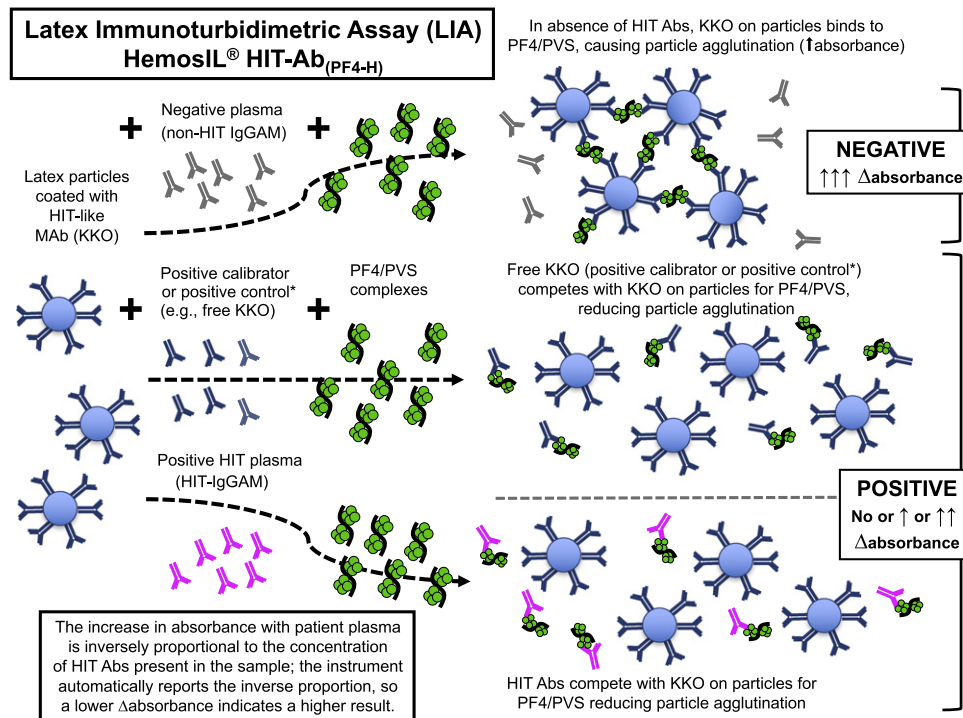 Latex Immunoturbidimetric Assay (LIA)
HemosIL® HIT-Ab(PF4-H)
In absence of HIT Abs, KKO on particles binds to
PF4/PVS, causing particle agglutination (↑absorbance)
+
Negative plasma
(non-HIT IgGAM)
+
Latex particles
coated with
HIT-like
MAb (KKO)
NEGATIVE
↑↑↑ Δabsorbance
+
Positive calibrator
or positive control*
(e.g., free KKO)
+
PF4/PVS
complexes
Free KKO (positive calibrator or positive control*)
competes with KKO on particles for PF4/PVS,
reducing particle agglutination
Positive HIT plasma
(HIT-IgGAM)
POSITIVE
No or ↑ or ↑↑
Δabsorbance
The increase in absorbance with patient plasma
is inversely proportional to the concentration
of HIT Abs present in the sample; the instrument
automatically reports the inverse proportion, so
a lower Δabsorbance indicates a higher result.
HIT Abs compete with KKO on particles for
PF4/PVS reducing particle agglutination